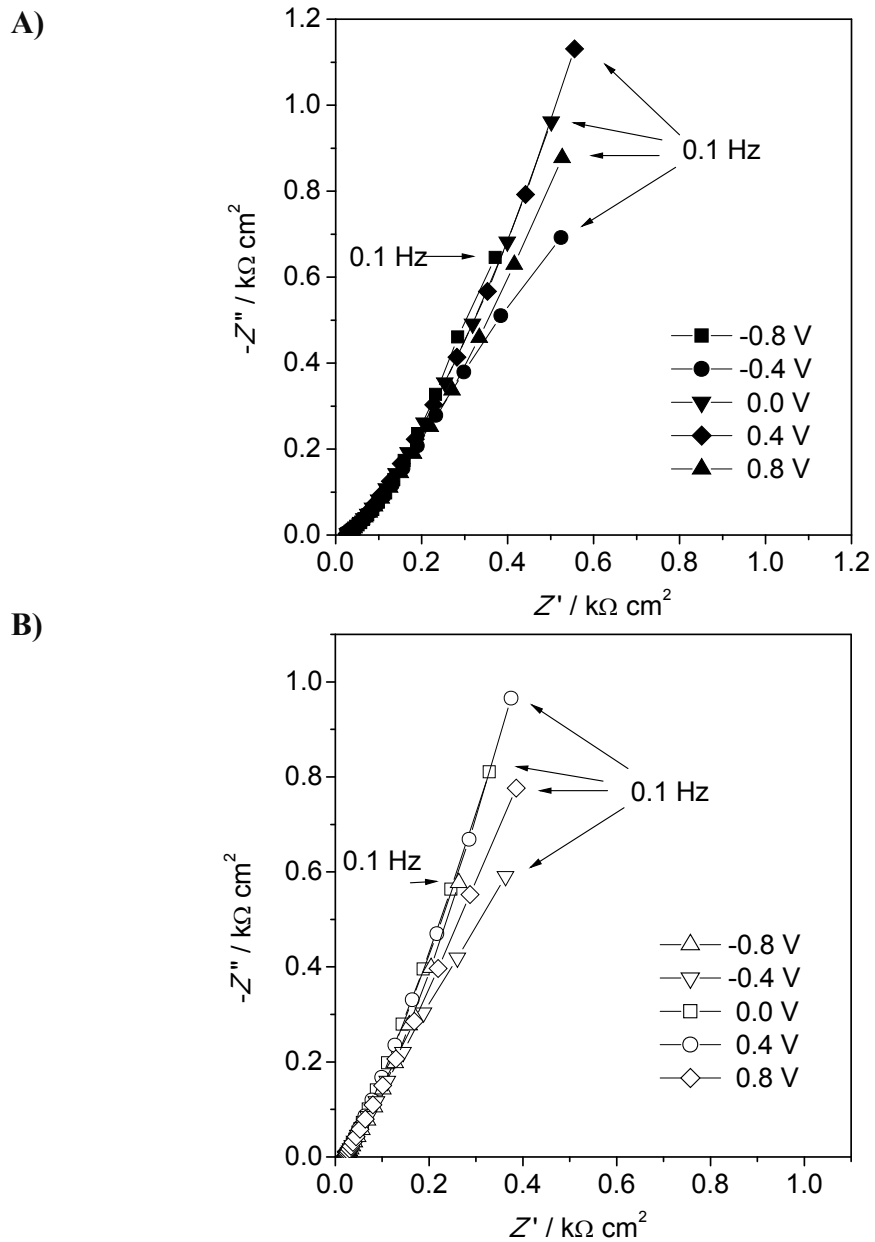 A)
1.2
1.0
0.8
0.6
0.4
0.2
0.0
-Z" / kΩ cm²
0.1 Hz
0.1 Hz
-0.8 V
-0.4 V
0.0 V
0.4 V
0.8 V
0.0 0.2 0.4 0.6 0.8 1.0 1.2
Z' / kΩ cm²
B)
1.0
0.8
0.6
0.4
0.2
0.0
-Z" / kΩ cm²
0.1 Hz
0.1 Hz
-0.8 V
-0.4 V
0.0 V
0.4 V
0.8 V
0.0 0.2 0.4 0.6 0.8 1.0
Z' / kΩ cm²